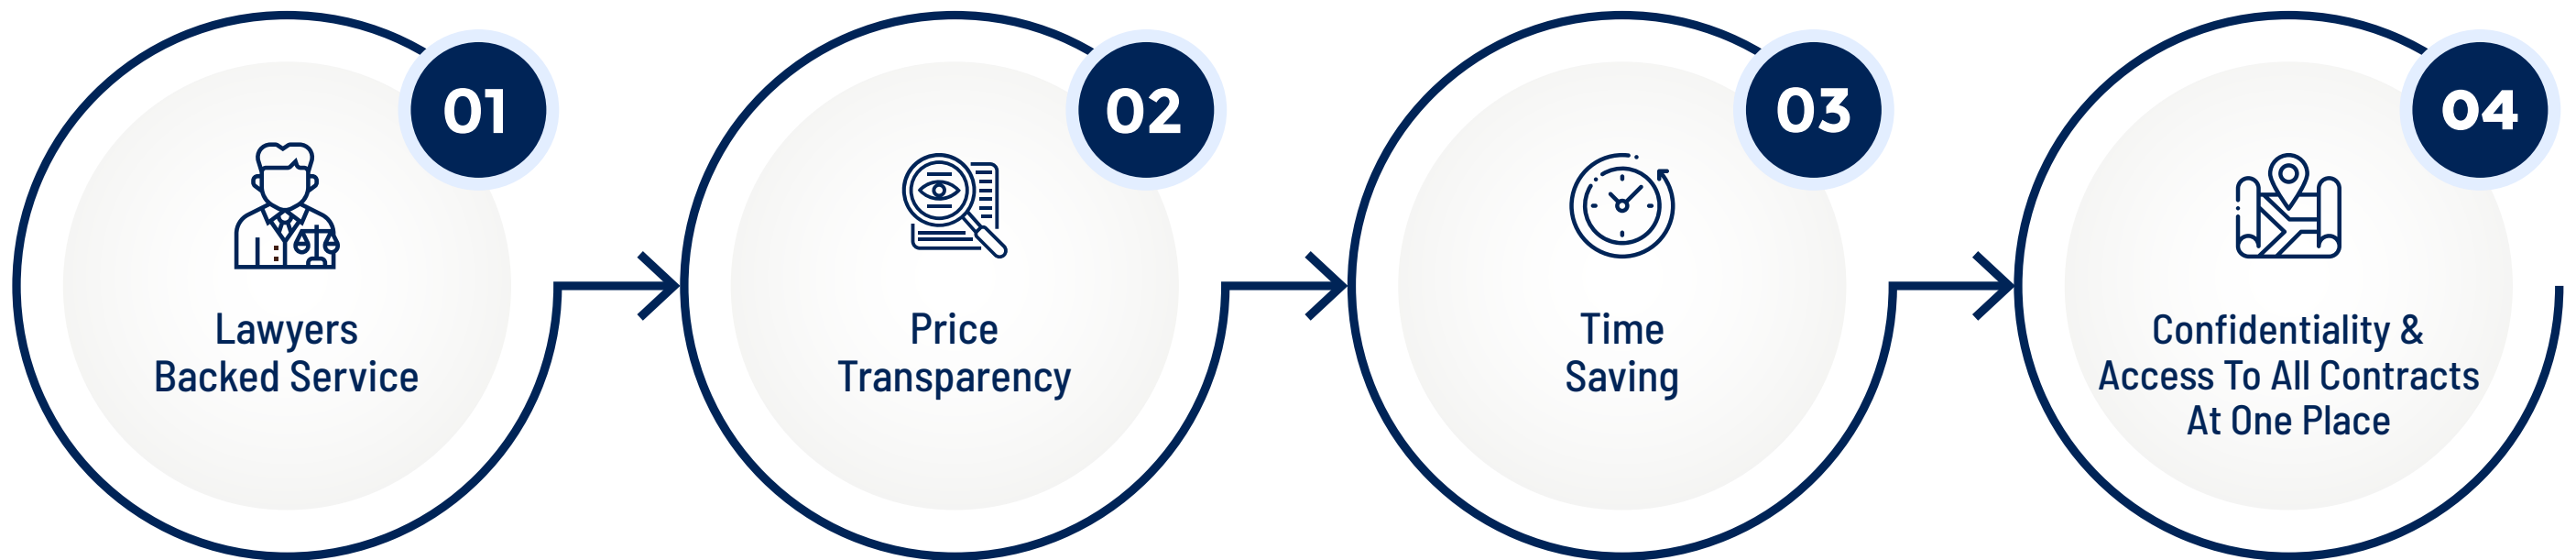 01
Lawyers
Backed Service
02
Price
Transparency
03
Time
Saving
04
Confidentiality &
Access To All Contracts
At One Place